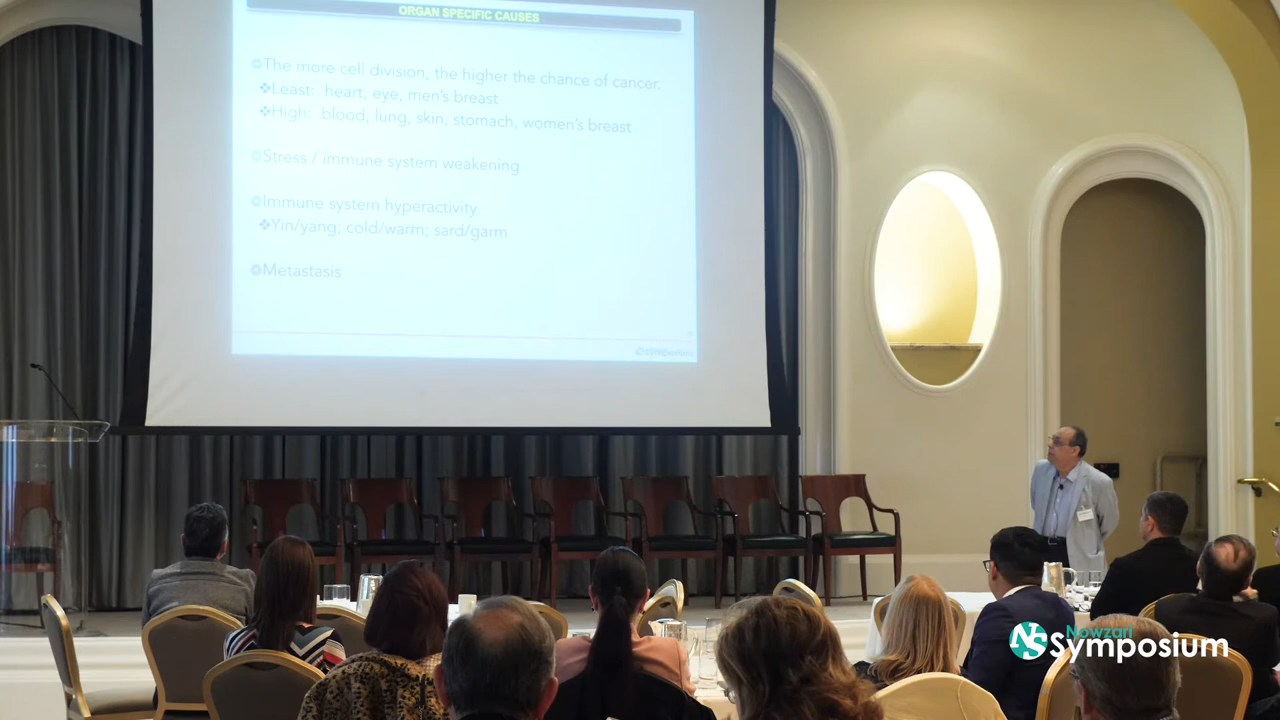 ORGAN SPECIFIC CAUSES
The more cell division, the higher the chance of cancer.
Least: heart, eye, men's breast
High: blood, lung, skin, stomach, women's breast
Stress / immune system weakening
Immune system hyperactivity
Yin/yang; cold/warm; sard/garm
Metastasis
NS Nowzari
Symposium